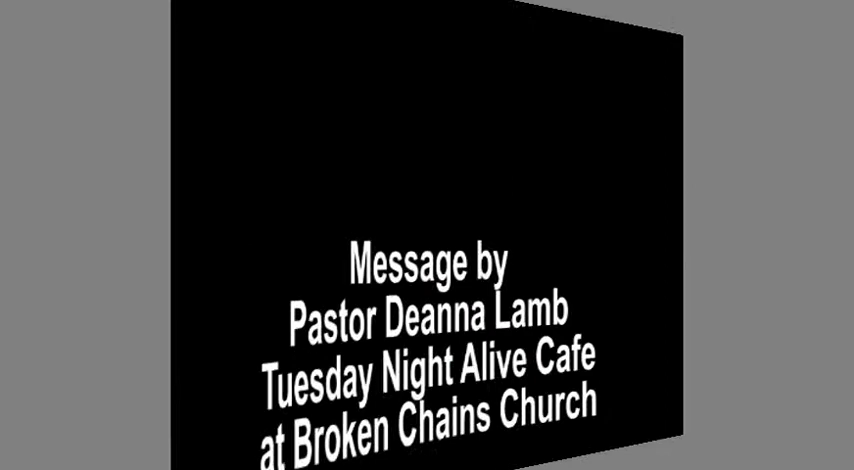 Message by
Pastor Deanna Lamb
Tuesday Night Alive Cafe
at Broken Chains Church